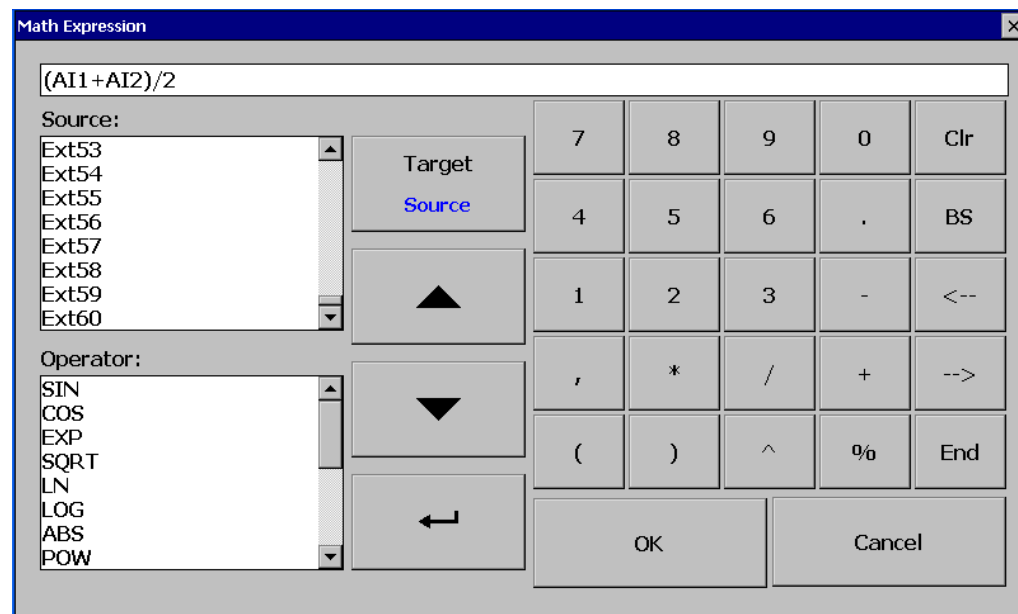 Math Expression
(AI1+AI2)/2
Source:
Ext53
Ext54
Ext55
Ext56
Ext57
Ext58
Ext59
Ext60
Target
Source
Operator:
SIN
COS
EXP
SQRT
LN
LOG
ABS
POW
7 8 9 0 Clr
4 5 6 . BS
1 2 3 - <--
, * / + -->
( ) ^ % End
OK Cancel